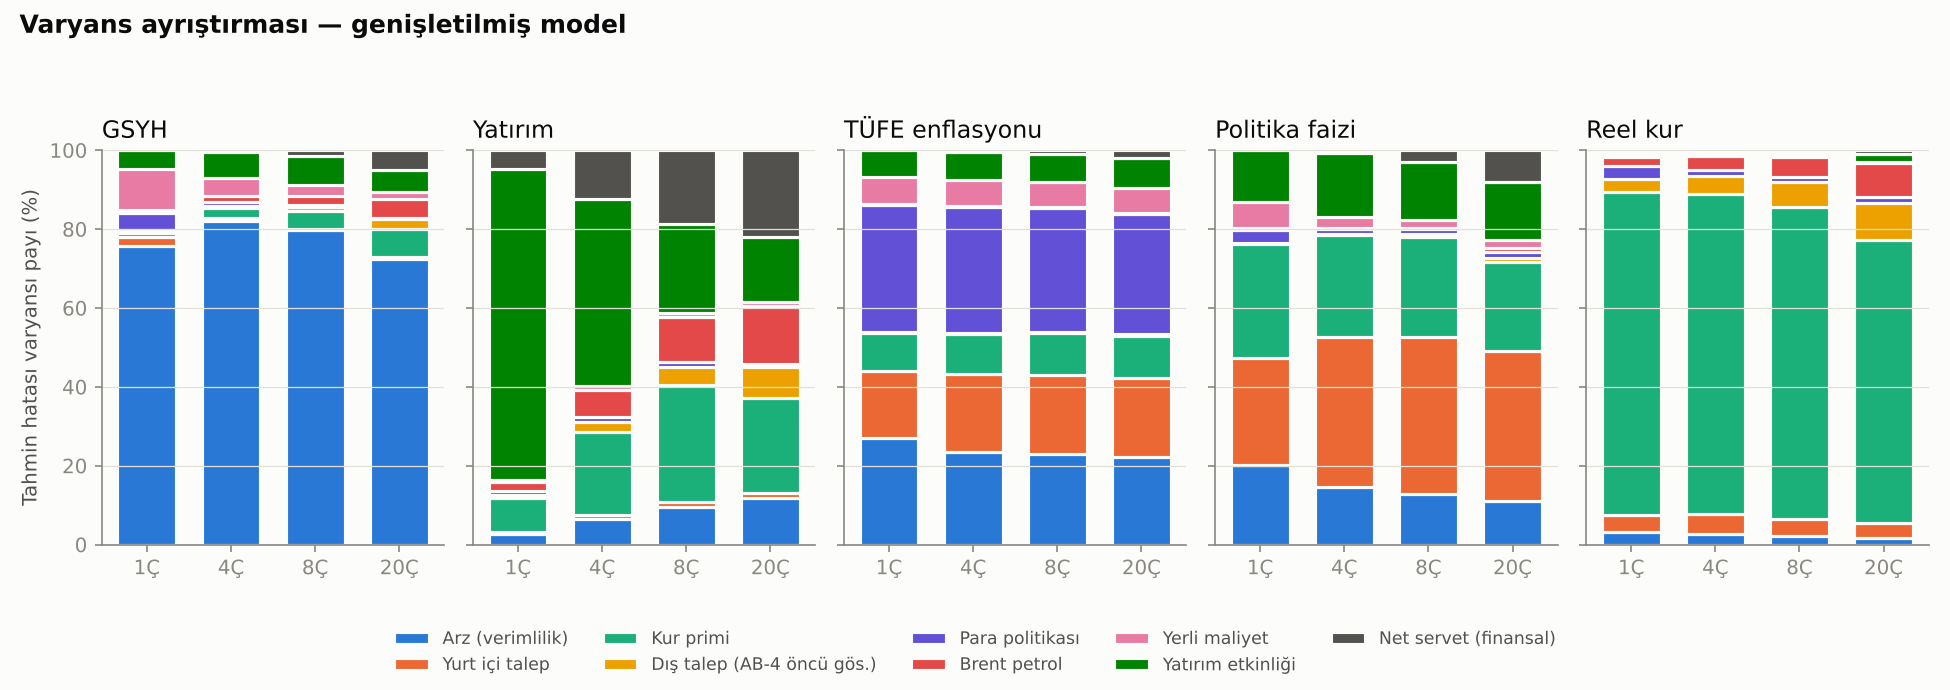 Varyans ayrıştırması — genişletilmiş model
GSYH
Yatırım
TÜFE enflasyonu
Politika faizi
Reel kur
Tahmin hatası varyansı payı (%)
100
80
60
40
20
0
1Ç 4Ç 8Ç 20Ç
1Ç 4Ç 8Ç 20Ç
1Ç 4Ç 8Ç 20Ç
1Ç 4Ç 8Ç 20Ç
1Ç 4Ç 8Ç 20Ç
Arz (verimlilik)
Yurt içi talep
Kur primi
Dış talep (AB-4 öncü gös.)
Para politikası
Brent petrol
Yerli maliyet
Yatırım etkinliği
Net servet (finansal)